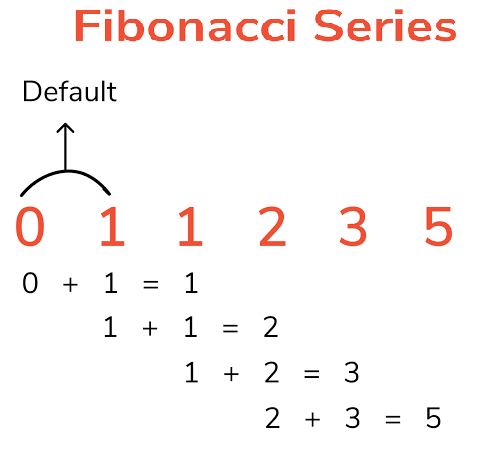 Fibonacci Series
Default
0 1 1 2 3 5
0 + 1 = 1
1 + 1 = 2
1 + 2 = 3
2 + 3 = 5